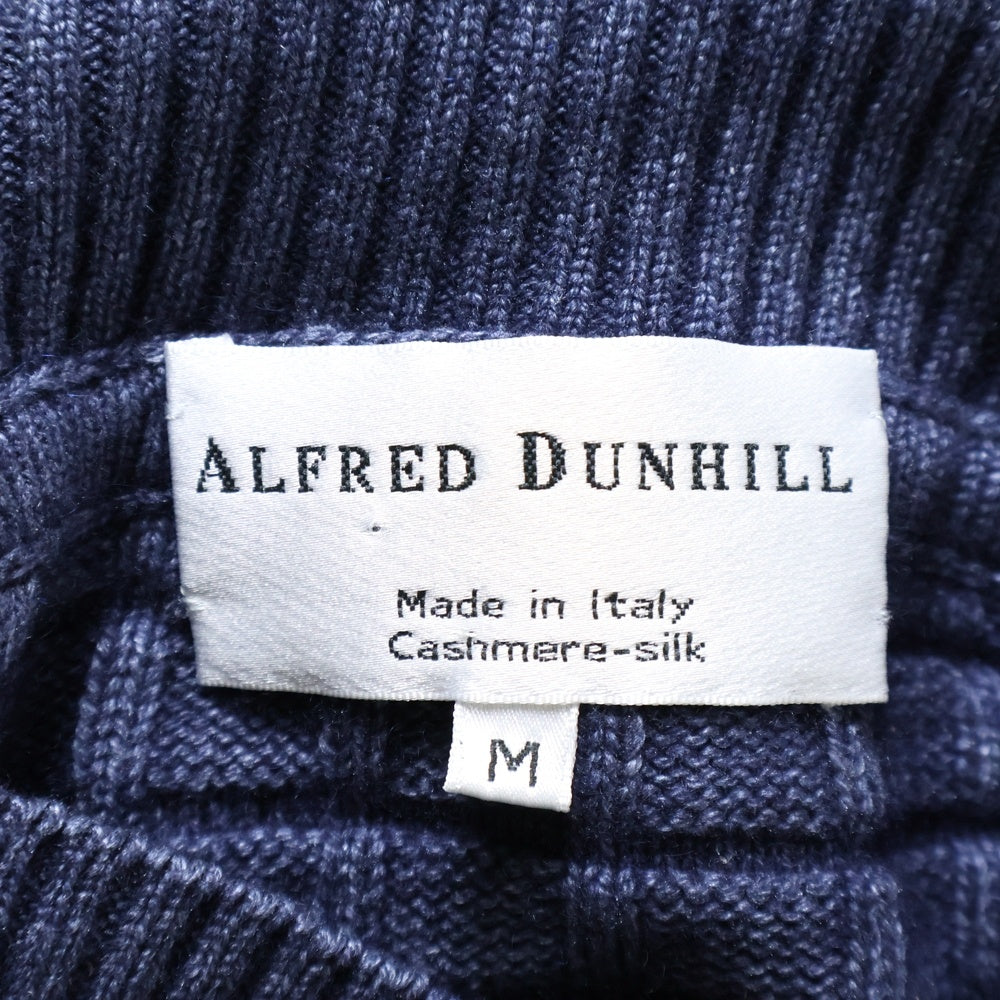 ALFRED DUNHILL
Made in Italy
Cashmere-silk
M